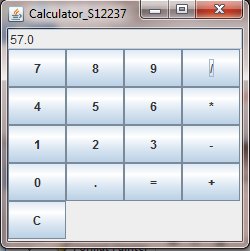 Calculator_S12237
57.0
7 8 9 /
4 5 6 *
1 2 3 -
0 . = +
C